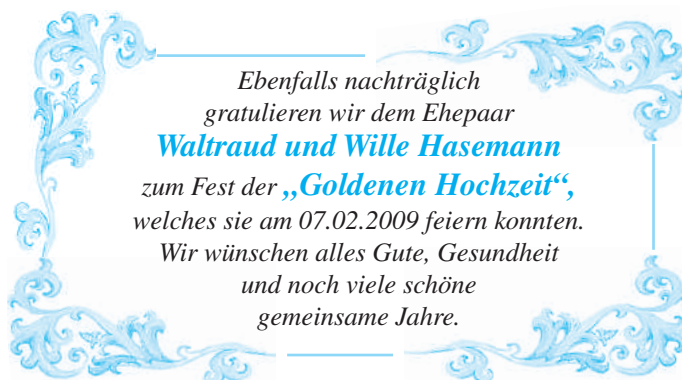 Ebenfalls nachträglich
gratulieren wir dem Ehepaar
Waltraud und Wille Hasemann
zum Fest der „Goldenen Hochzeit“,
welches sie am 07.02.2009 feiern konnten.
Wir wünschen alles Gute, Gesundheit
und noch viele schöne
gemeinsame Jahre.